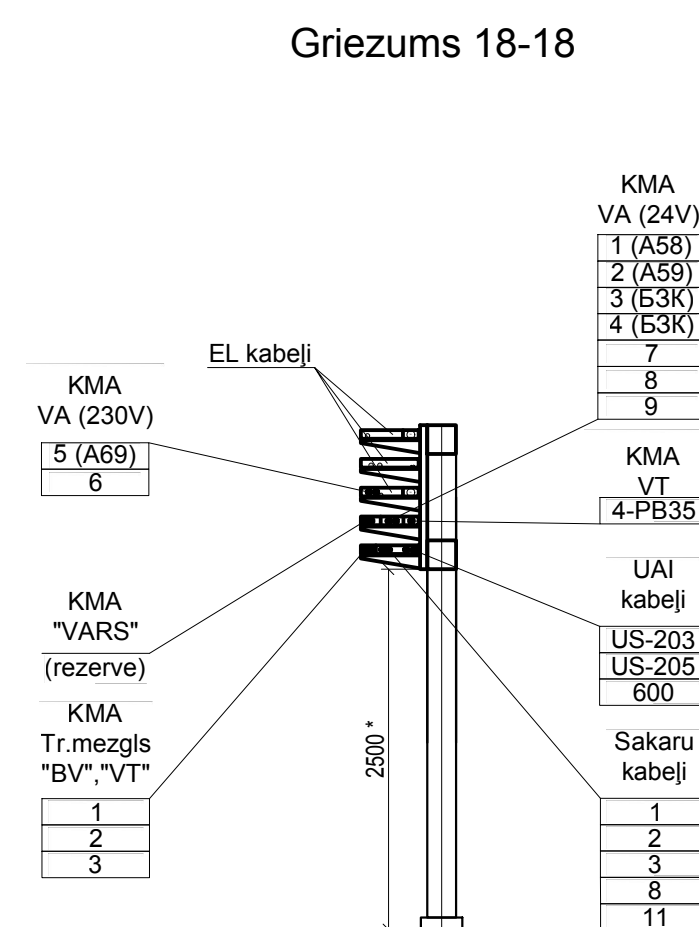 Griezums 18-18
KMA
VA (24V)
1 (A58)
2 (A59)
3 (БЗК)
4 (БЗК)
7
8
9
EL kabeļi
KMA
VA (230V)
5 (A69)
6
KMA
VT
4-PB35
UAI
kabeļi
US-203
US-205
600
KMA
"VARS"
(rezerve)
KMA
Tr.mezgls
"BV","VT"
1
2
3
2500 *
Sakaru
kabeļi
1
2
3
8
11